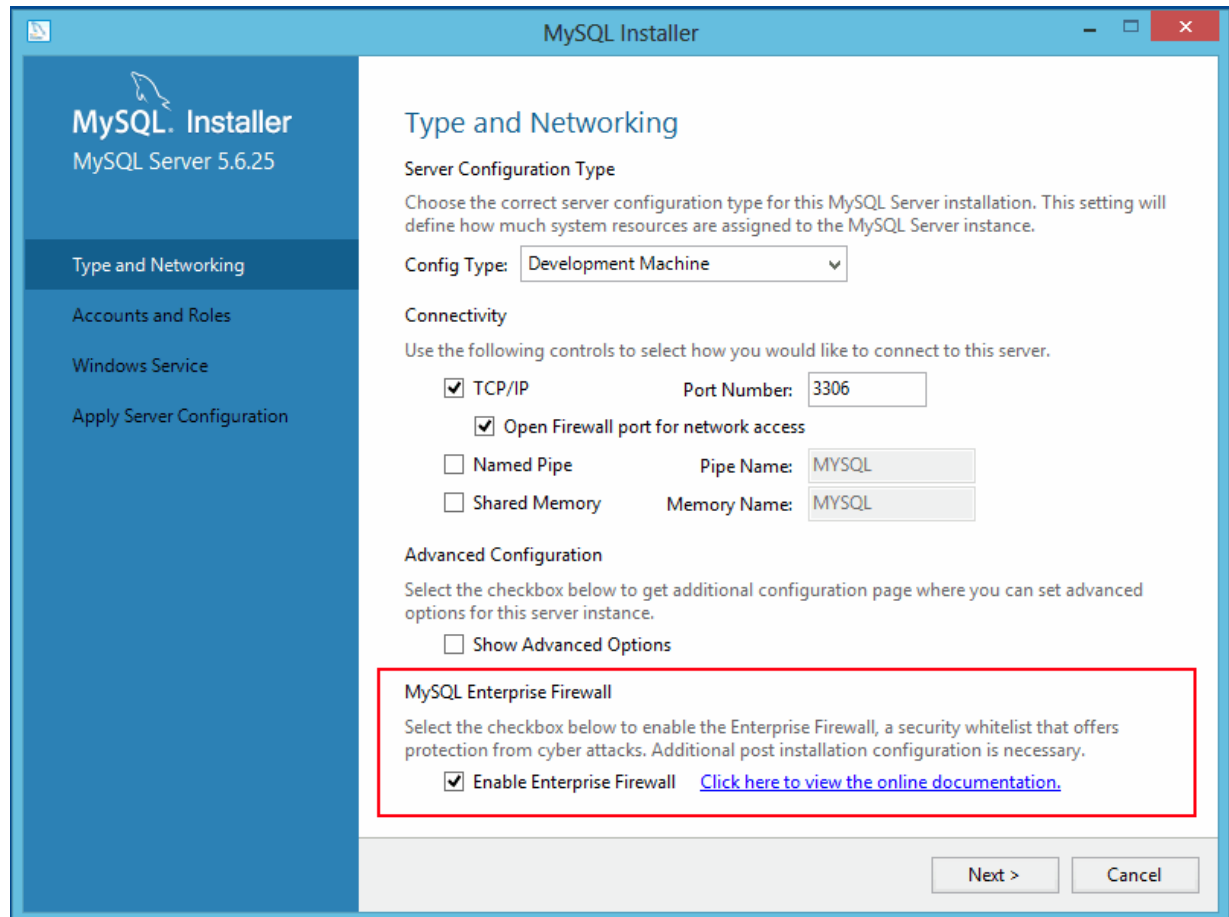 MySQL Installer
MySQL. Installer
MySQL Server 5.6.25
Type and Networking
Accounts and Roles
Windows Service
Apply Server Configuration
Type and Networking
Server Configuration Type
Choose the correct server configuration type for this MySQL Server installation. This setting will
define how much system resources are assigned to the MySQL Server instance.
Config Type: Development Machine
Connectivity
Use the following controls to select how you would like to connect to this server.
TCP/IP Port Number: 3306
Open Firewall port for network access
Named Pipe Pipe Name: MYSQL
Shared Memory Memory Name: MYSQL
Advanced Configuration
Select the checkbox below to get additional configuration page where you can set advanced
options for this server instance.
Show Advanced Options
MySQL Enterprise Firewall
Select the checkbox below to enable the Enterprise Firewall, a security whitelist that offers
protection from cyber attacks. Additional post installation configuration is necessary.
Enable Enterprise Firewall Click here to view the online documentation.
Next > Cancel